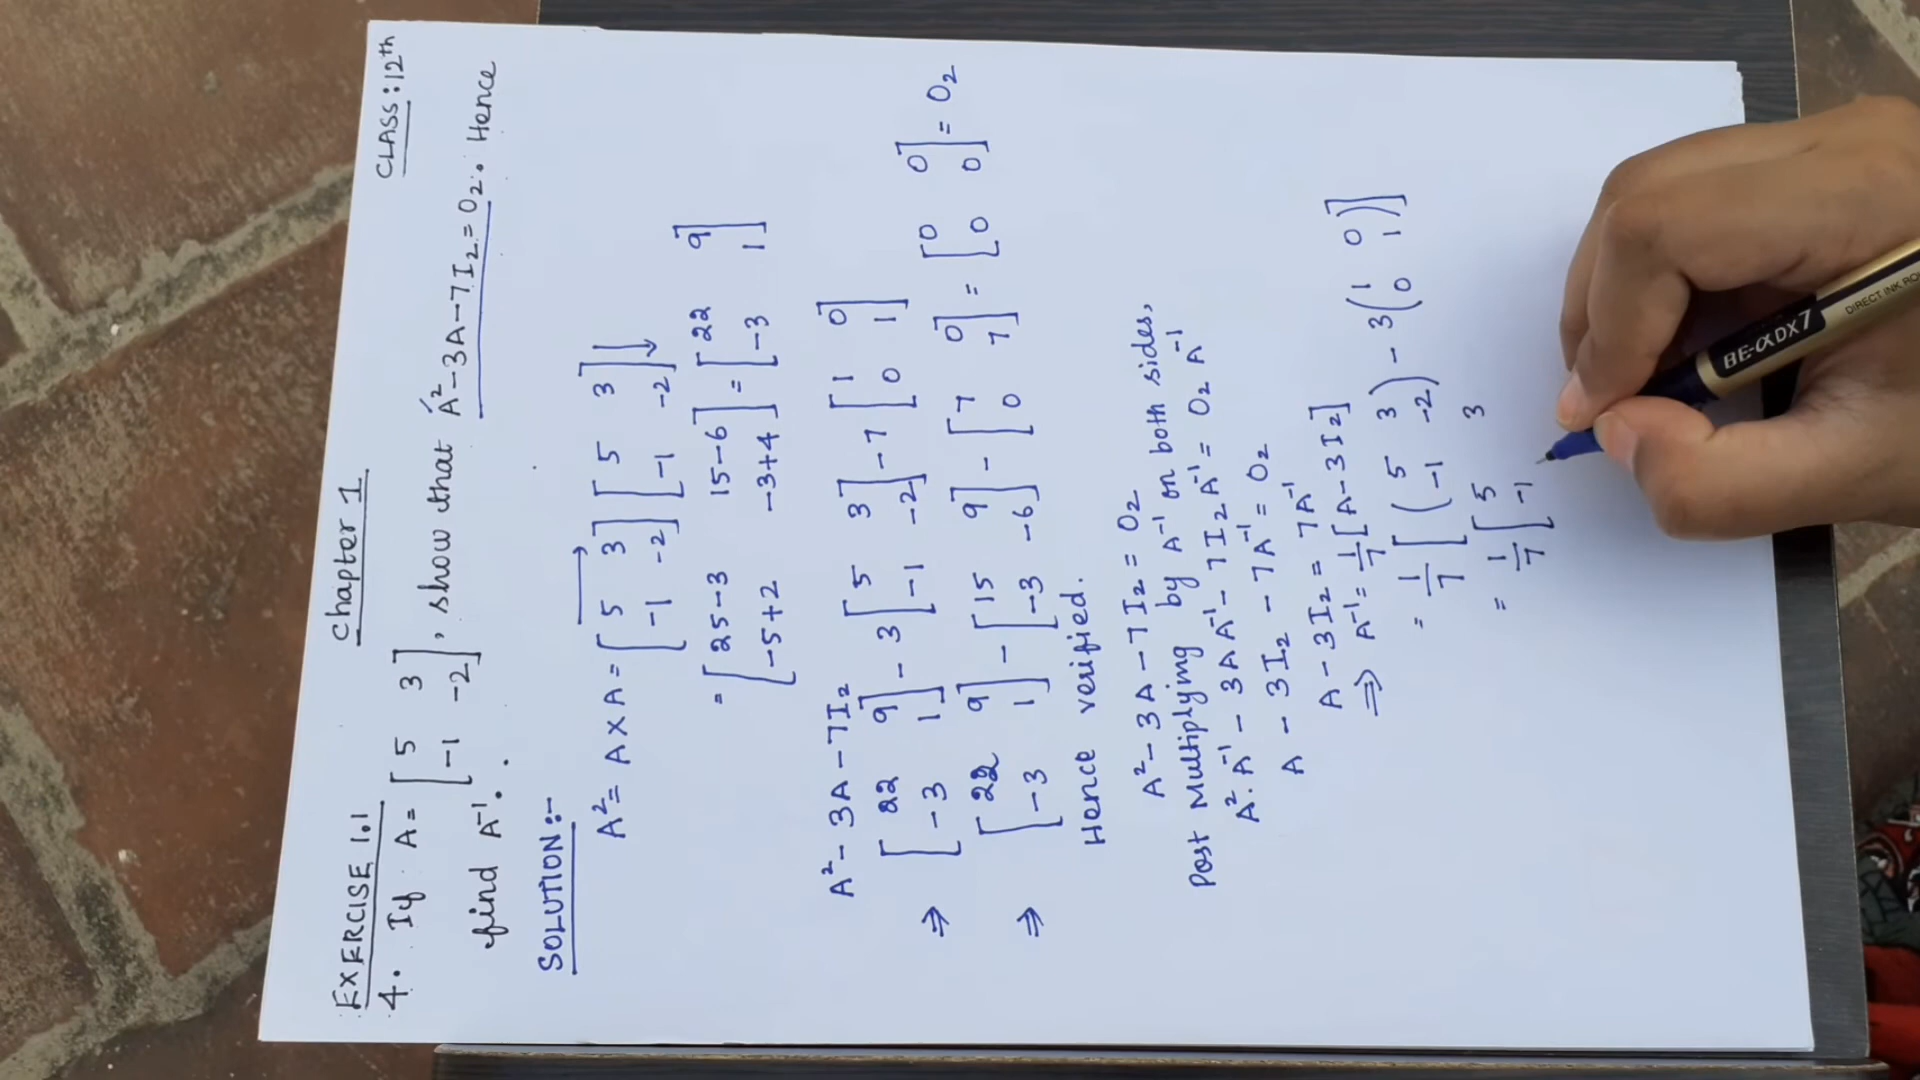 Chapter 1
CLASS:12th
EXERCISE 1.1
4. If A = [5 3 -1 -2], show that A² - 3A - 7I₂ = O₂. Hence
find A⁻¹.
SOLUTION:-
A² = A × A = [5 3 -1 -2] [5 3 -1 -2]
= [25-3 15-6 -5+2 -3+4] = [22 9 -3 1]
A² - 3A - 7I₂
⇒ [22 9 -3 1] - 3 [5 3 -1 -2] - 7 [1 0 0 1]
⇒ [22 9 -3 1] - [15 9 -3 -6] - [7 0 0 7] = [0 0 0 0] = O₂
Hence verified.
A² - 3A - 7I₂ = O₂
Post Multiplying by A⁻¹ on both sides,
A².A⁻¹ - 3AA⁻¹ - 7I₂A⁻¹ = O₂ A⁻¹
A - 3I₂ - 7A⁻¹ = O₂
A - 3I₂ = 7A⁻¹
⇒ A⁻¹ = 1/7 [A - 3I₂]
= 1/7 [(5 3 -1 -2) - 3(1 0 0 1)]
= 1/7 [5 3 -1
BE-α DX7
DIRECT INK RO